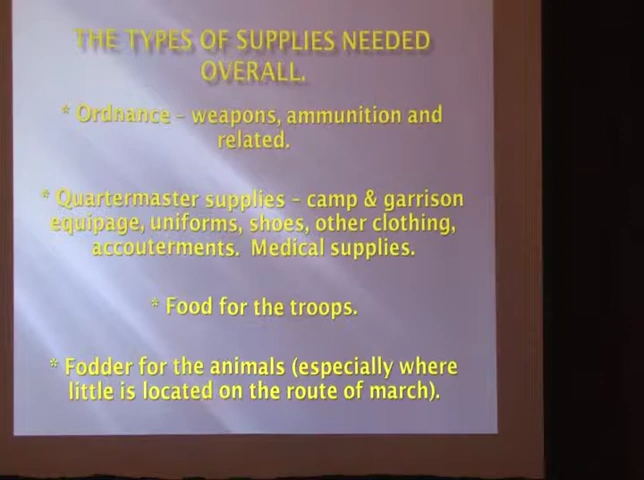 THE TYPES OF SUPPLIES NEEDED
OVERALL.
* Ordnance – weapons, ammunition and
related.
* Quartermaster supplies – camp & garrison
equipage, uniforms, shoes, other clothing,
accouterments. Medical supplies.
* Food for the troops.
* Fodder for the animals (especially where
little is located on the route of march).